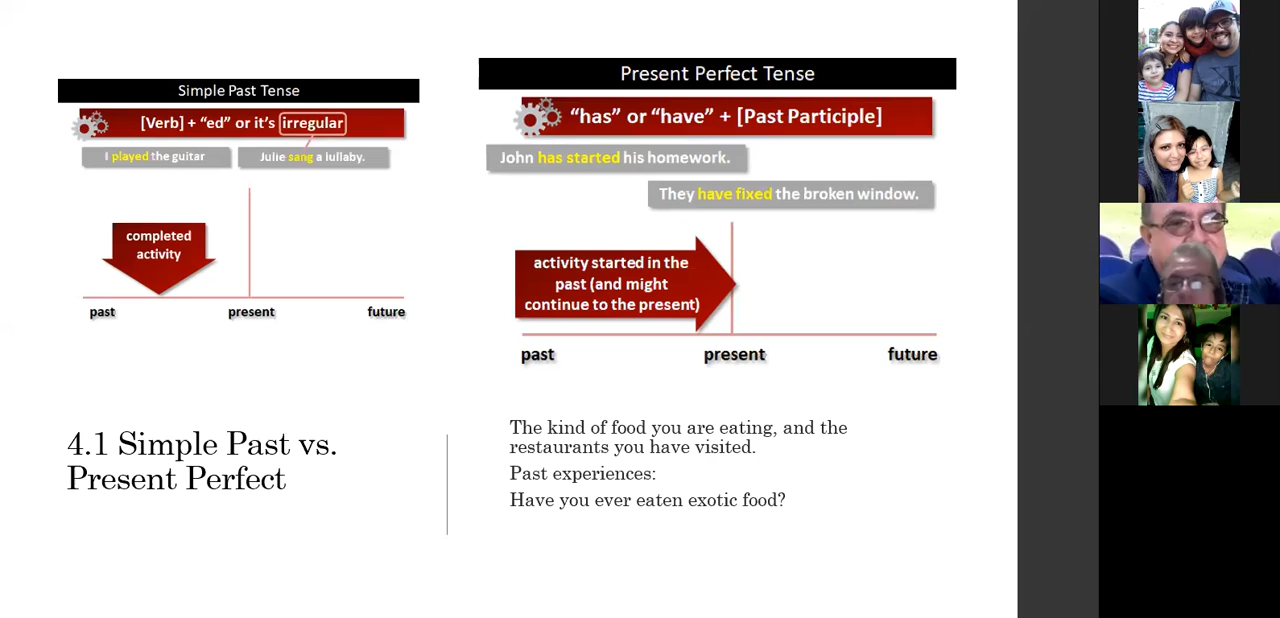 Simple Past Tense
[Verb] + “ed” or it’s irregular
I played the guitar
Julie sang a lullaby.
completed
activity
past
present
future
Present Perfect Tense
“has” or “have” + [Past Participle]
John has started his homework.
They have fixed the broken window.
activity started in the
past (and might
continue to the present)
past
present
future
4.1 Simple Past vs.
Present Perfect
The kind of food you are eating, and the
restaurants you have visited.
Past experiences:
Have you ever eaten exotic food?